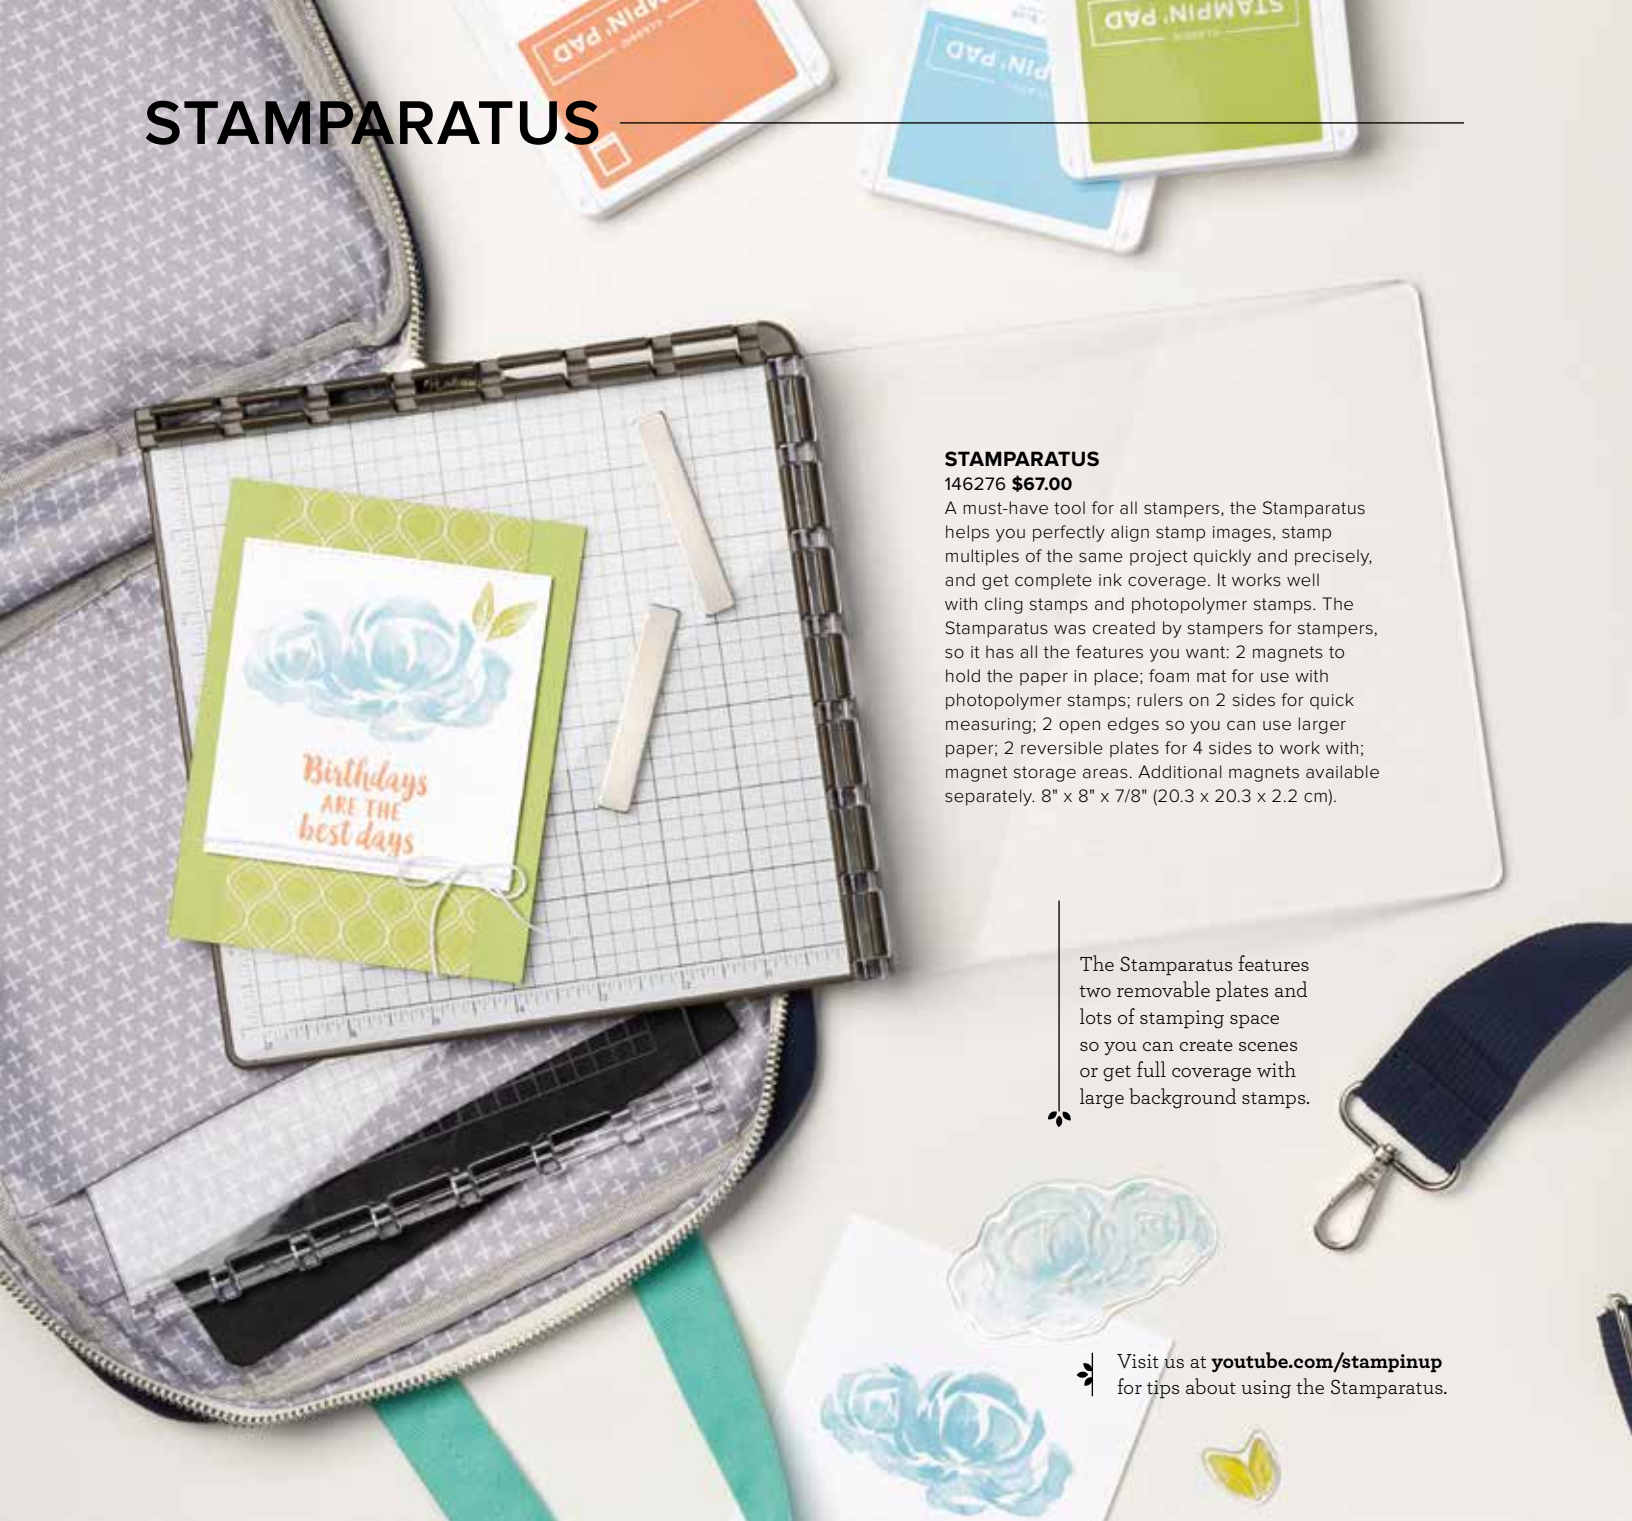 STAMPIN' PAD
STAMPIN' PAD
CLASSIC
STAMPARATUS
STAMPARATUS
146276 $67.00
A must-have tool for all stampers, the Stamparatus
helps you perfectly align stamp images, stamp
multiples of the same project quickly and precisely,
and get complete ink coverage. It works well
with cling stamps and photopolymer stamps. The
Stamparatus was created by stampers for stampers,
so it has all the features you want: 2 magnets to
hold the paper in place; foam mat for use with
photopolymer stamps; rulers on 2 sides for quick
measuring; 2 open edges so you can use larger
paper; 2 reversible plates for 4 sides to work with;
magnet storage areas. Additional magnets available
separately. 8" x 8" x 7/8" (20.3 x 20.3 x 2.2 cm).
Birthdays
ARE THE
best days
The Stamparatus features
two removable plates and
lots of stamping space
so you can create scenes
or get full coverage with
large background stamps.
Visit us at youtube.com/stampinup
for tips about using the Stamparatus.